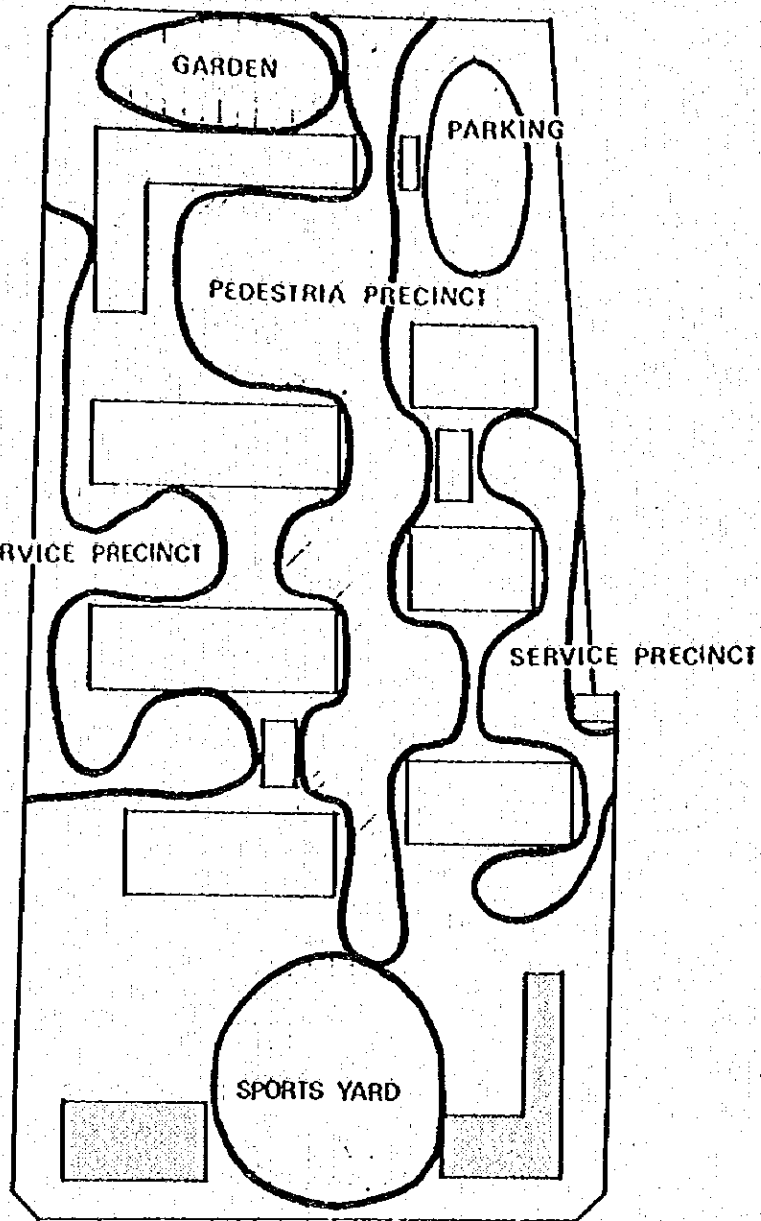 GARDEN
PARKING
PEDESTRIA PRECINCT
RVICE PRECINCT
SERVICE PRECINCT
SPORTS YARD